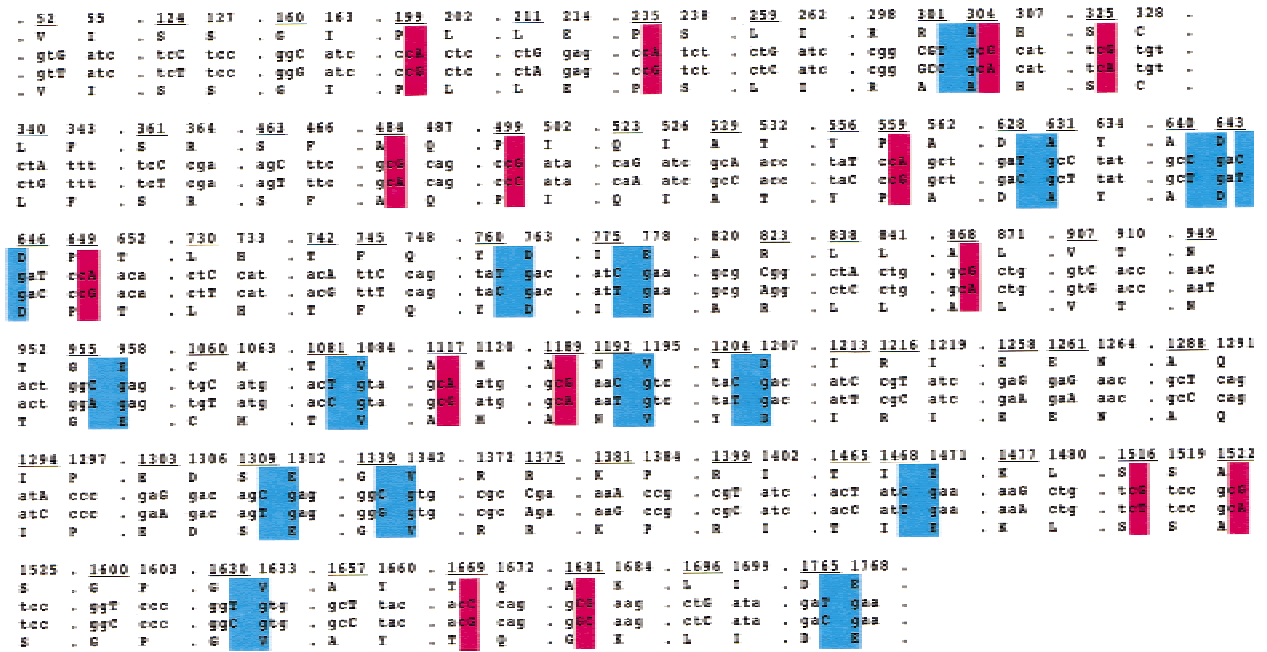 . 52 55 . 124 127 . 160 163 . 199 202 . 211 214 . 235 238 . 259 262 . 298 301 304 307 . 325 328 .
. V I . S S . G I . P L . L E . P S . L I . R R A H . S C .
. gtG atc . tcC tcc . ggC atc . ccA ctc . ctG gag . ccA tct . ctG atc . cgg CGT gcG cat . tcG tgt .
. gtT atc . tcT tcc . ggG atc . ccG ctc . ctA gag . ccG tct . ctC atc . cgg GCC gcA cat . tcA tgt .
. V I . S S . G I . P L . L E . P S . L I . R A A H . S C .
340 343 . 361 364 . 463 466 . 484 487 . 499 502 . 523 526 529 532 . 556 559 562 . 628 631 634 . 640 643
L F . S R . S F . A Q . P I . Q I A T . Y P A . D A Y . A D
ctA ttt . tcC cga . agC ttc . gcG cag . ccG ata . caG atc gcA acc . taT ccA gct . gaT gcC tat . gcC gaC
ctG ttt . tcT cga . agT ttc . gcA cag . ccC ata . caA atc gcC acc . taC ccG gct . gaC gcT tat . gcT gaT
L F . S R . S F . A Q . P I . Q I A T . Y P A . D A Y . A D
646 649 652 . 730 733 . 742 745 748 . 760 763 . 775 778 . 820 823 . 838 841 . 868 871 . 907 910 . 949
D P T . L H . T F Q . Y D . I E . A R . L L . A L . V T . N
gaT ccA aca . ctC cat . acA ttC cag . taT gac . atC gaa . gcg Cgg . ctA ctg . gcG ctg . gtC acc . aaC
gaC ccG aca . ctT cat . acG ttT cag . taC gac . atT gaa . gcg Agg . ctC ctg . gcA ctg . gtG acc . aaT
D P T . L H . T F Q . Y D . I E . A R . L L . A L . V T . N
952 955 958 . 1060 1063 . 1081 1084 . 1117 1120 . 1189 1192 1195 . 1204 1207 . 1213 1216 1219 . 1258 1261 1264 . 1288 1291
T G E . C M . T V . A M . A N V . Y D . I R I . E E N . A Q
act ggC gag . tgC atg . acT gta . gcA atg . gcG aaC gtc . taC gac . atC cgT atc . gaG gaG aac . gcT cag
act ggA gag . tgT atg . acC gta . gcC atg . gcA aaT gtc . taT gac . atT cgC atc . gaA gaA aac . gcC cag
T G E . C M . T V . A M . A N V . Y D . I R I . E E N . A Q
1294 1297 . 1303 1306 1309 1312 . 1339 1342 . 1372 1375 . 1381 1384 . 1399 1402 . 1465 1468 1471 . 1477 1480 . 1516 1519 1522
I P . E D S E . G V . R R . K P . R I . T I E . K L . S S A
atA ccc . gaG gac agC gag . ggC gtg . cgc Cga . aaA ccg . cgT atc . acT atC gaa . aaG ctg . tcG tcc gcG
atC ccc . gaA gac agT gag . ggG gtg . cgc Aga . aaG ccg . cgC atc . acC atT gaa . aaA ctg . tcT tcc gcA
I P . E D S E . G V . R R . K P . R I . T I E . K L . S S A
1525 . 1600 1603 . 1630 1633 . 1657 1660 . 1669 1672 . 1681 1684 . 1696 1699 . 1765 1768 .
S . G P . G V . A Y . T Q . K . L I . D E .
tcc . ggT ccc . ggT gtg . gcT tac . cag . aag . ctG ata . gaT gaa .
tcc . ggC ccc . ggC gtg . gcC tac . acG cag . aag . ctC ata . gaC gaa .
S . G P . G V . A Y . T Q . K . L I . D E .